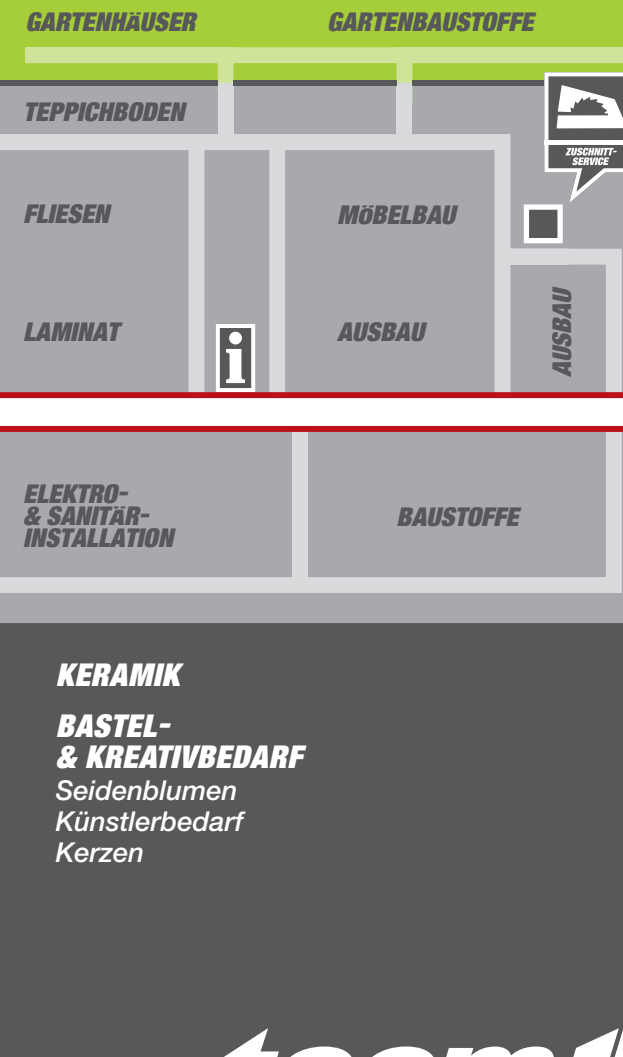 GARTENHÄUSER
GARTENBAUSTOFFE
TEPPICHBODEN
ZUSCHNITT-
SERVICE
FLIESEN
MÖBELBAU
LAMINAT
i
AUSBAU
AUSBAU
ELEKTRO-
& SANITÄR-
INSTALLATION
BAUSTOFFE
KERAMIK
BASTEL-
& KREATIVBEDARF
Seidenblumen
Künstlerbedarf
Kerzen